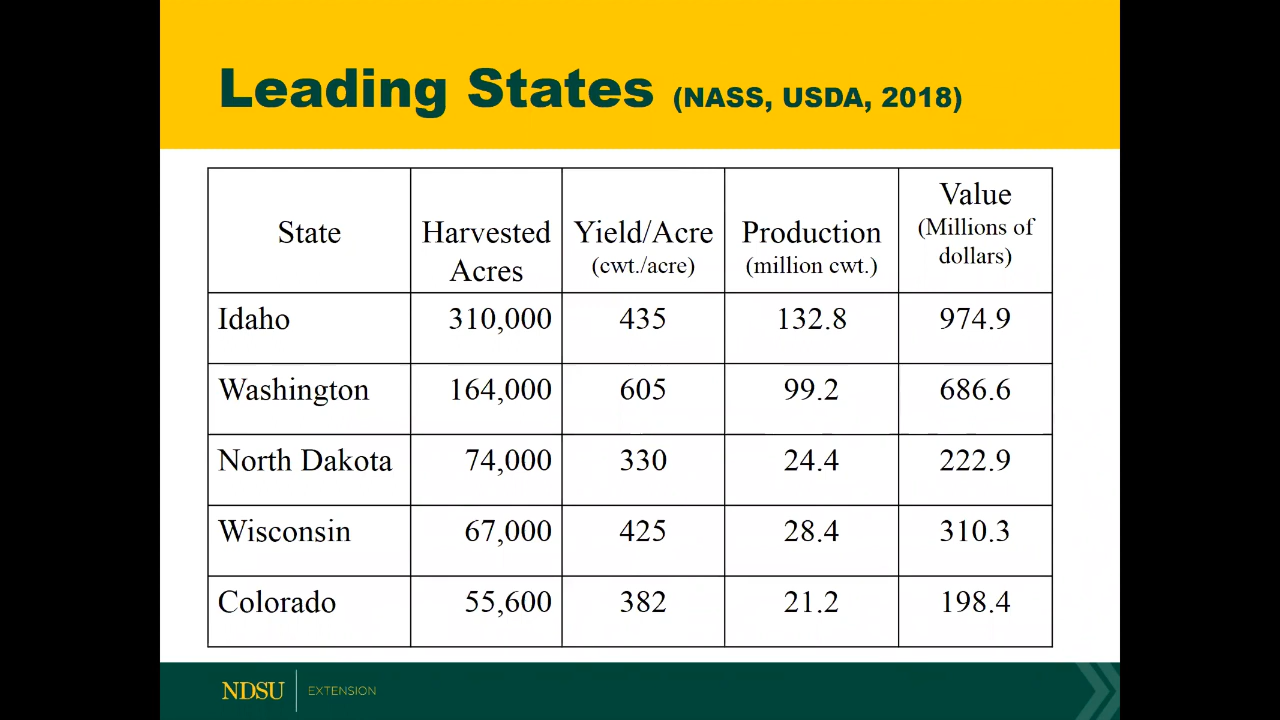 Leading States (NASS, USDA, 2018)
State
Harvested
Acres
Yield/Acre
(cwt./acre)
Production
(million cwt.)
Value
(Millions of
dollars)
Idaho 310,000 435 132.8 974.9
Washington 164,000 605 99.2 686.6
North Dakota 74,000 330 24.4 222.9
Wisconsin 67,000 425 28.4 310.3
Colorado 55,600 382 21.2 198.4
NDSU EXTENSION